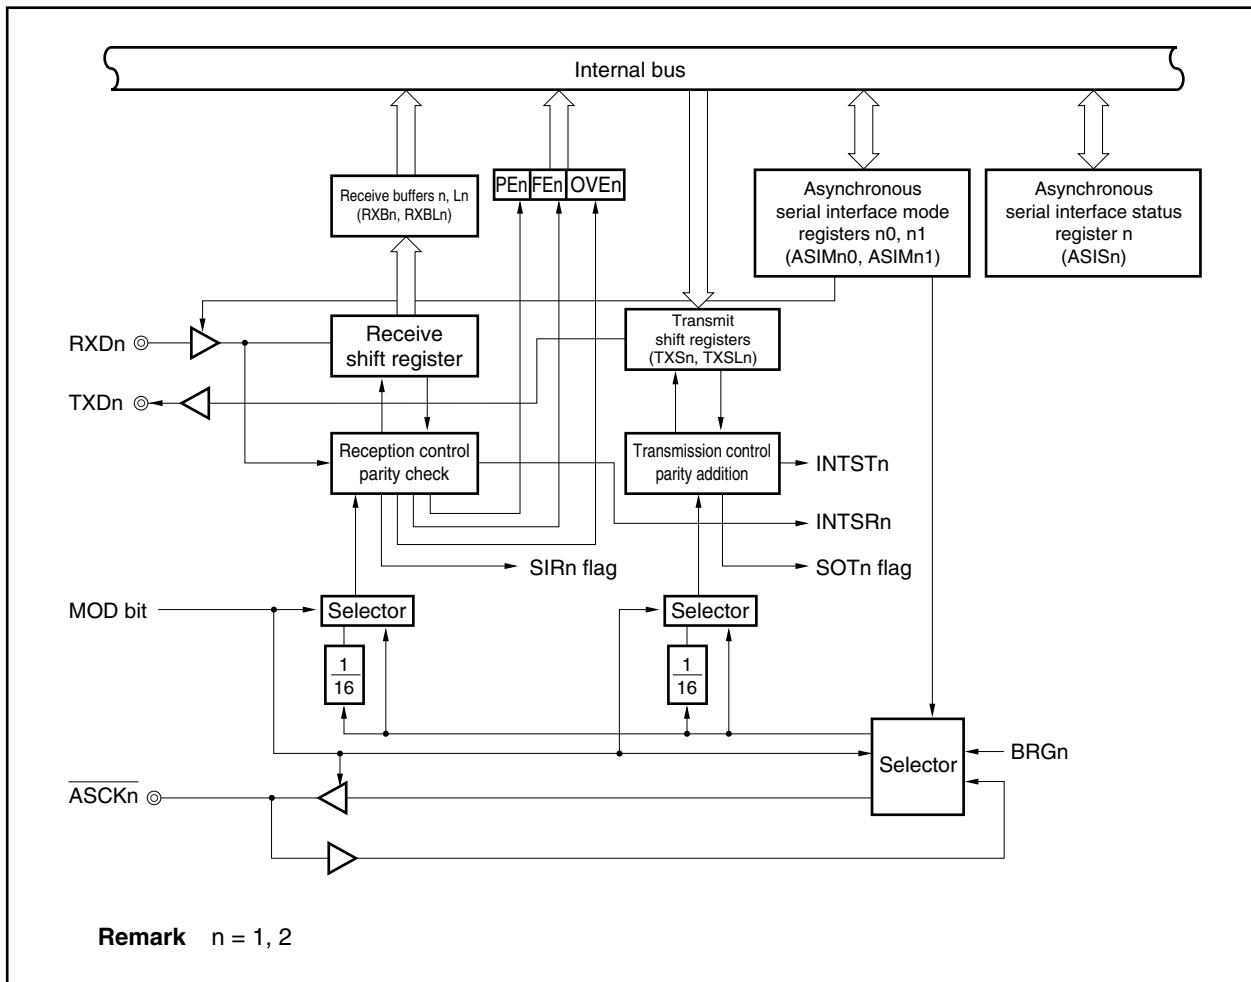 Internal bus
Receive buffers n, Ln
(RXBn, RXBLn)
PEn FEn OVEn
Asynchronous
serial interface mode
registers n0, n1
(ASIMn0, ASIMn1)
Asynchronous
serial interface status
register n
(ASISn)
RXDn
Receive
shift register
Transmit
shift registers
(TXSn, TXSLn)
TXDn
Reception control
parity check
Transmission control
parity addition
INTSTn
INTSRn
SIRn flag
SOTn flag
MOD bit
Selector
Selector
1
16
1
16
Selector
BRGn
ASCKn
Remark n = 1, 2